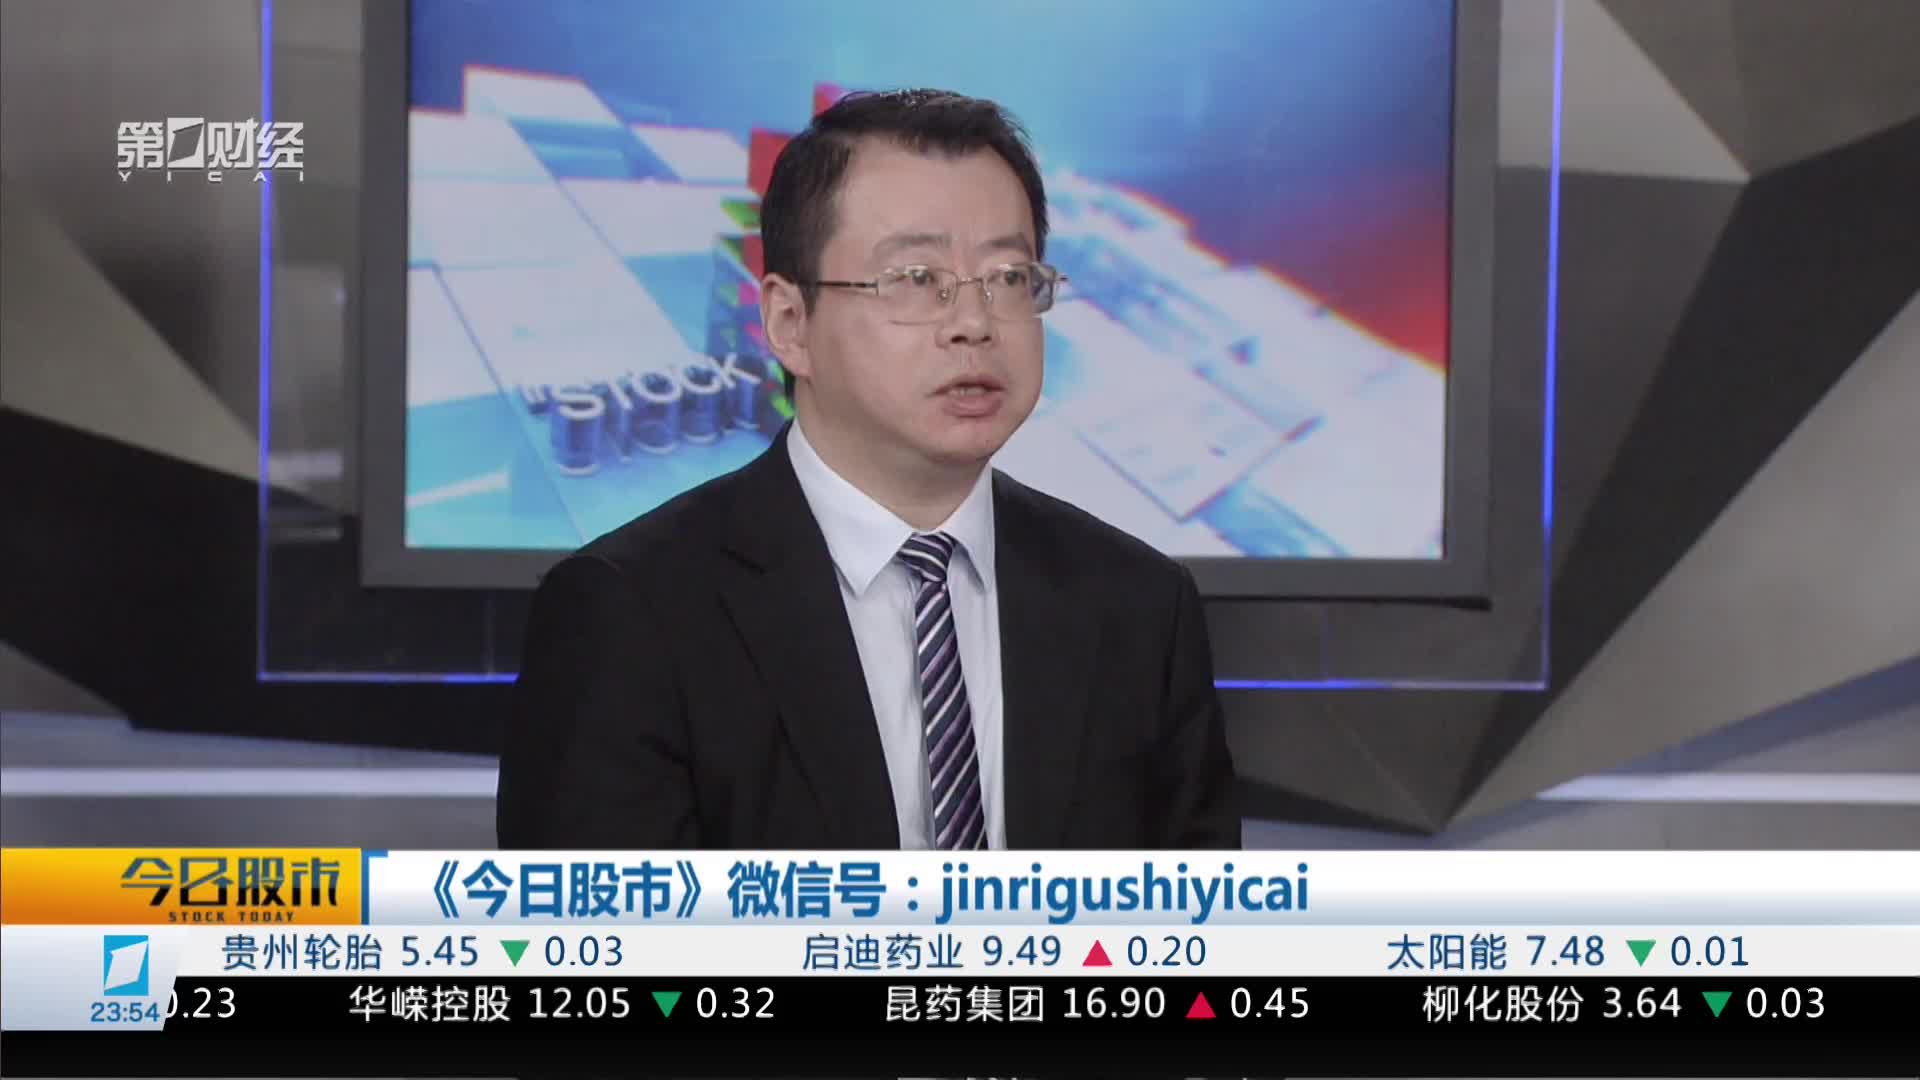 第一财经
YICAI
"STOCK
今日股市
STOCK TODAY
《今日股市》微信号：jinrigushiyicai
贵州轮胎 5.45 ▼ 0.03 启迪药业 9.49 ▲ 0.20 太阳能 7.48 ▼ 0.01
23:54
0.23 华嵘控股 12.05 ▼ 0.32 昆药集团 16.90 ▲ 0.45 柳化股份 3.64 ▼ 0.03